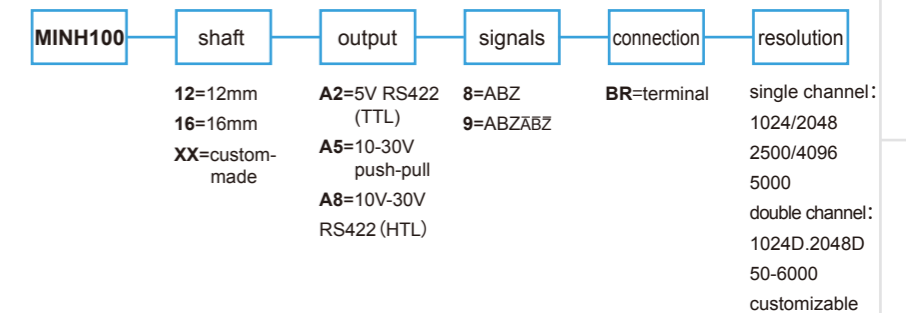 MINH100
shaft
output
signals
connection
resolution
12=12mm
16=16mm
XX=custom-
made
A2=5V RS422
(TTL)
A5=10-30V
push-pull
A8=10V-30V
RS422(HTL)
8=ABZ
9=ABZA̅B̅Z̅
BR=terminal
single channel:
1024/2048
2500/4096
5000
double channel:
1024D.2048D
50-6000
customizable